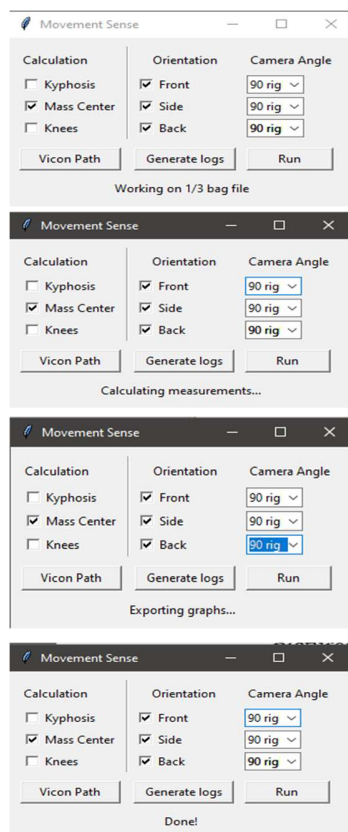 Movement Sense
Calculation Orientation Camera Angle
Kyphosis Front 90 rig
Mass Center Side 90 rig
Knees Back 90 rig
Vicon Path Generate logs Run
Working on 1/3 bag file
Movement Sense
Calculation Orientation Camera Angle
Kyphosis Front 90 rig
Mass Center Side 90 rig
Knees Back 90 rig
Vicon Path Generate logs Run
Calculating measurements...
Movement Sense
Calculation Orientation Camera Angle
Kyphosis Front 90 rig
Mass Center Side 90 rig
Knees Back 90 rig
Vicon Path Generate logs Run
Exporting graphs...
Movement Sense
Calculation Orientation Camera Angle
Kyphosis Front 90 rig
Mass Center Side 90 rig
Knees Back 90 rig
Vicon Path Generate logs Run
Done!